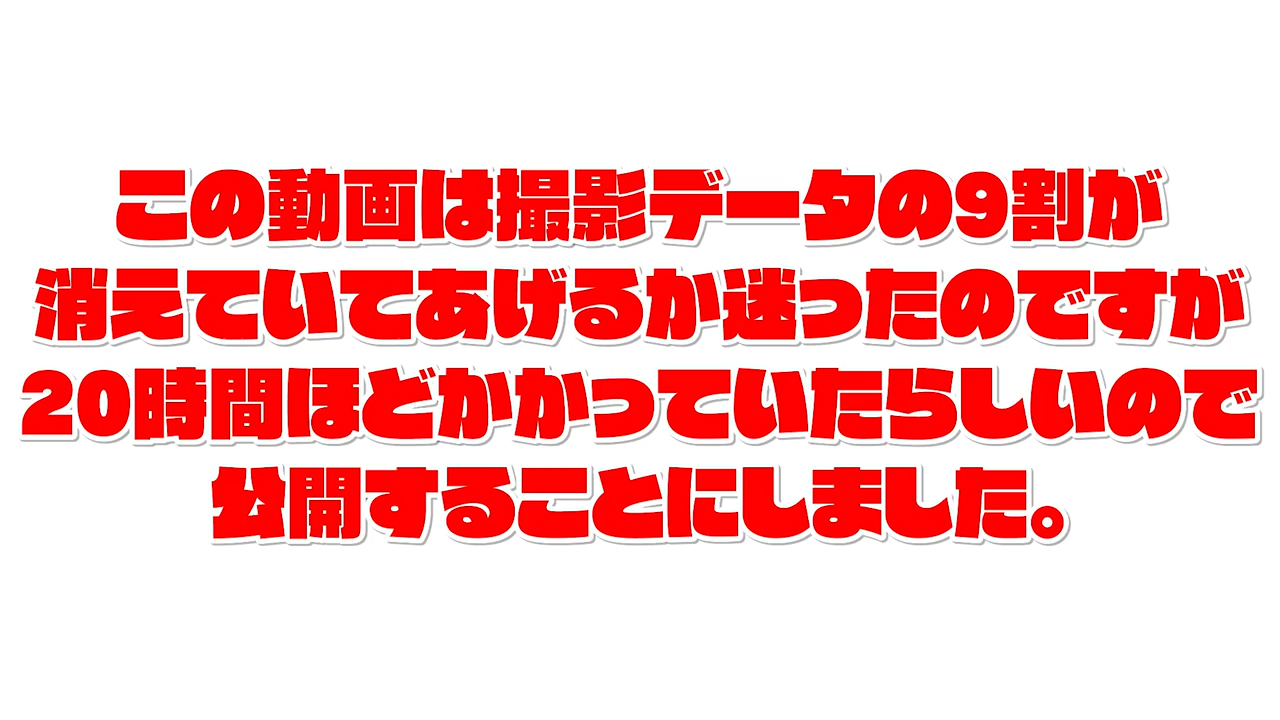 この動画は撮影データの9割が
消えていてあげるか迷ったのですが
20時間ほどかかっていたらしいので
公開することにしました。